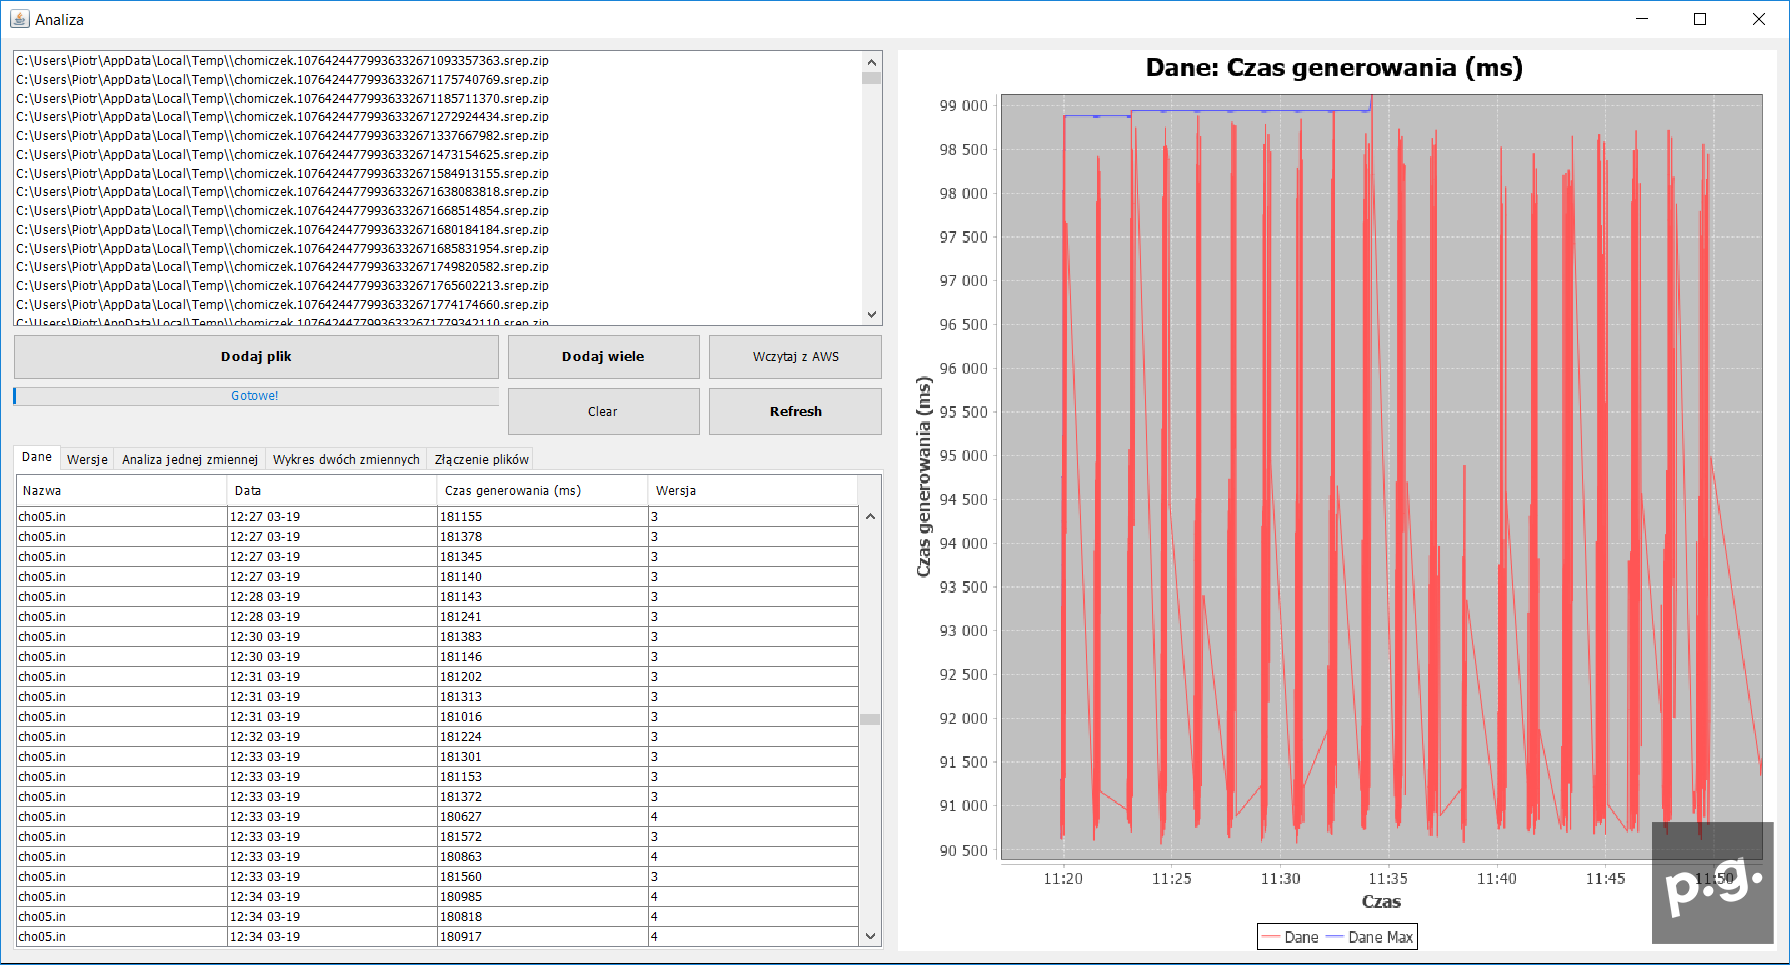 Analiza
C:\Users\Piotr\AppData\Local\Temp\\chomiczek.10764244779936332671093357363.srep.zip
C:\Users\Piotr\AppData\Local\Temp\\chomiczek.10764244779936332671175740769.srep.zip
C:\Users\Piotr\AppData\Local\Temp\\chomiczek.10764244779936332671185711370.srep.zip
C:\Users\Piotr\AppData\Local\Temp\\chomiczek.10764244779936332671272924434.srep.zip
C:\Users\Piotr\AppData\Local\Temp\\chomiczek.10764244779936332671337667982.srep.zip
C:\Users\Piotr\AppData\Local\Temp\\chomiczek.10764244779936332671473154625.srep.zip
C:\Users\Piotr\AppData\Local\Temp\\chomiczek.10764244779936332671584913155.srep.zip
C:\Users\Piotr\AppData\Local\Temp\\chomiczek.10764244779936332671638083818.srep.zip
C:\Users\Piotr\AppData\Local\Temp\\chomiczek.10764244779936332671668514854.srep.zip
C:\Users\Piotr\AppData\Local\Temp\\chomiczek.10764244779936332671680184184.srep.zip
C:\Users\Piotr\AppData\Local\Temp\\chomiczek.10764244779936332671685831954.srep.zip
C:\Users\Piotr\AppData\Local\Temp\\chomiczek.10764244779936332671749820582.srep.zip
C:\Users\Piotr\AppData\Local\Temp\\chomiczek.10764244779936332671765602213.srep.zip
C:\Users\Piotr\AppData\Local\Temp\\chomiczek.10764244779936332671774174660.srep.zip
C:\Users\Piotr\AppData\Local\Temp\\chomiczek.10764244779936332671779342110.srep.zip
Dodaj plik
Dodaj wiele
Wczytaj z AWS
Gotowe!
Clear
Refresh
Dane Wersje Analiza jednej zmiennej Wykres dwóch zmiennych Złączenie plików
Nazwa Data Czas generowania (ms) Wersja
cho05.in 12:27 03-19 181155 3
cho05.in 12:27 03-19 181378 3
cho05.in 12:27 03-19 181345 3
cho05.in 12:27 03-19 181140 3
cho05.in 12:28 03-19 181143 3
cho05.in 12:28 03-19 181241 3
cho05.in 12:30 03-19 181383 3
cho05.in 12:30 03-19 181146 3
cho05.in 12:31 03-19 181202 3
cho05.in 12:31 03-19 181313 3
cho05.in 12:31 03-19 181016 3
cho05.in 12:32 03-19 181224 3
cho05.in 12:33 03-19 181301 3
cho05.in 12:33 03-19 181153 3
cho05.in 12:33 03-19 181372 3
cho05.in 12:33 03-19 180627 4
cho05.in 12:33 03-19 181572 3
cho05.in 12:33 03-19 180863 4
cho05.in 12:33 03-19 181560 3
cho05.in 12:34 03-19 180985 4
cho05.in 12:34 03-19 180818 4
cho05.in 12:34 03-19 180917 4
Dane: Czas generowania (ms)
Czas generowania (ms)
99 000
98 500
98 000
97 500
97 000
96 500
96 000
95 500
95 000
94 500
94 000
93 500
93 000
92 500
92 000
91 500
91 000
90 500
11:20 11:25 11:30 11:35 11:40 11:45 11:50
Czas
Dane Dane Max
p.g.